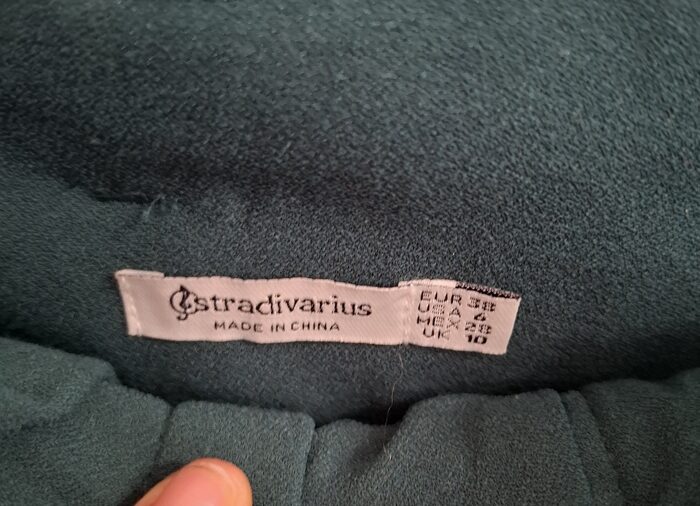 stradivarius
MADE IN CHINA
EUR 38
USA 6
MEX 28
UK 10